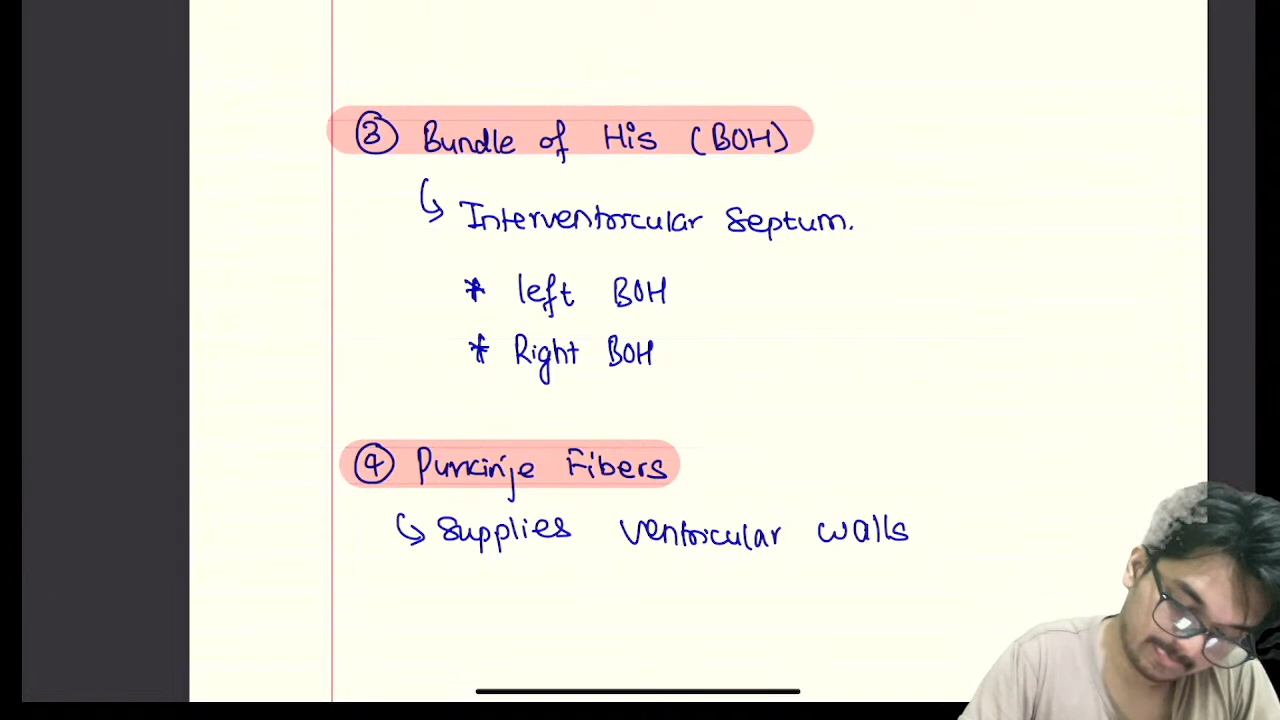 ③ Bundle of His (BOH)
↳ Interventricular Septum.
* left BOH
* Right BOH
④ Purkinje Fibers
↳ Supplies ventricular walls